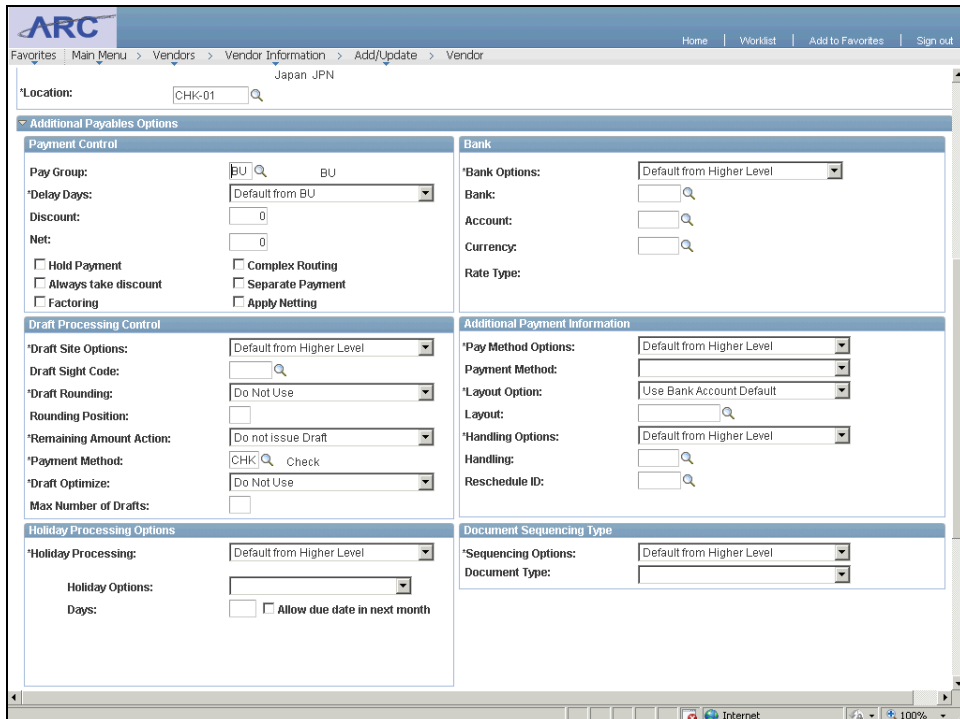 ARC
Home | Worklist | Add to Favorites | Sign out
Favorites Main Menu > Vendors > Vendor Information > Add/Update > Vendor
Japan JPN
*Location: CHK-01
Additional Payables Options
Payment Control
Pay Group: BU BU
*Delay Days: Default from BU
Discount: 0
Net: 0
Hold Payment Complex Routing
Always take discount Separate Payment
Factoring Apply Netting
Bank
*Bank Options: Default from Higher Level
Bank:
Account:
Currency:
Rate Type:
Draft Processing Control
*Draft Site Options: Default from Higher Level
Draft Sight Code:
*Draft Rounding: Do Not Use
Rounding Position:
*Remaining Amount Action: Do not issue Draft
*Payment Method: CHK Check
*Draft Optimize: Do Not Use
Max Number of Drafts:
Additional Payment Information
*Pay Method Options: Default from Higher Level
Payment Method:
*Layout Option: Use Bank Account Default
Layout:
*Handling Options: Default from Higher Level
Handling:
Reschedule ID:
Holiday Processing Options
*Holiday Processing: Default from Higher Level
Holiday Options:
Days: Allow due date in next month
Document Sequencing Type
*Sequencing Options: Default from Higher Level
Document Type:
Internet 100%